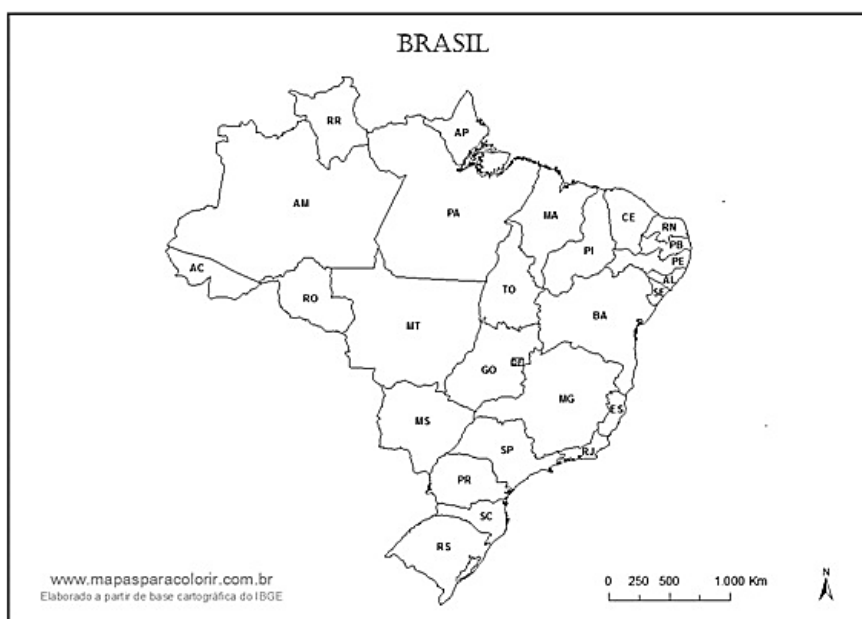 BRASIL
RR
AP
AM
PA
MA
CE
RN
PB
PI
PE
AL
SE
AC
RO
TO
BA
MT
GO
DF
MG
ES
MS
SP
RJ
PR
SC
RS
www.mapasparacolorir.com.br
Elaborado a partir de base cartográfica do IBGE
0 250 500 1.000 Km
N